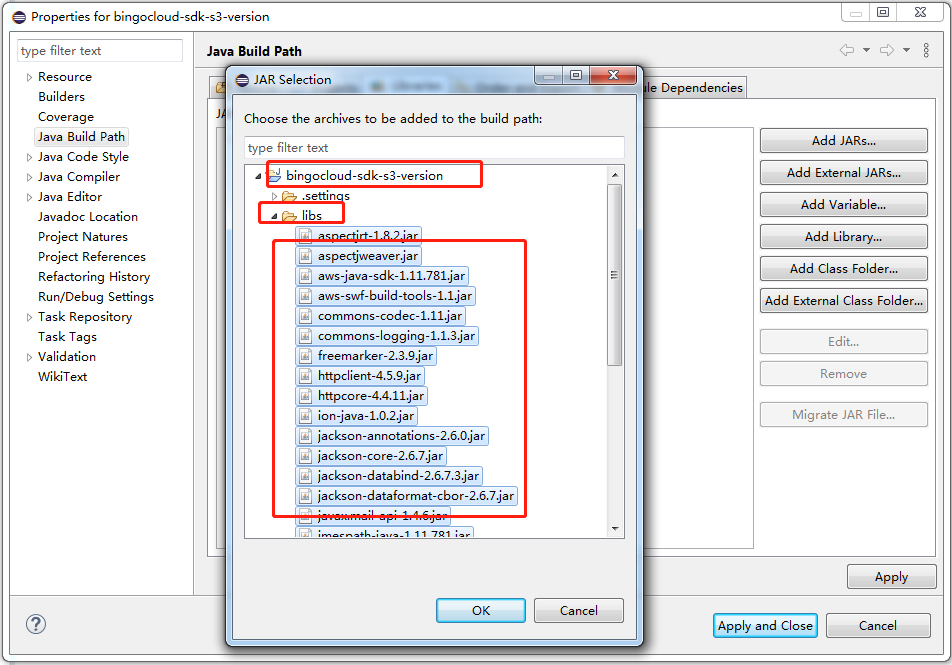 Properties for bingocloud-sdk-s3-version
type filter text
Resource
Builders
Coverage
Java Build Path
Java Code Style
Java Compiler
Java Editor
Javadoc Location
Project Natures
Project References
Refactoring History
Run/Debug Settings
Task Repository
Task Tags
Validation
WikiText
Java Build Path
Module Dependencies
JAR Selection
Choose the archives to be added to the build path:
type filter text
bingocloud-sdk-s3-version
.settings
libs
aspectjrt-1.8.2.jar
aspectjweaver.jar
aws-java-sdk-1.11.781.jar
aws-swf-build-tools-1.1.jar
commons-codec-1.11.jar
commons-logging-1.1.3.jar
freemarker-2.3.9.jar
httpclient-4.5.9.jar
httpcore-4.4.11.jar
ion-java-1.0.2.jar
jackson-annotations-2.6.0.jar
jackson-core-2.6.7.jar
jackson-databind-2.6.7.3.jar
jackson-dataformat-cbor-2.6.7.jar
javaxmail-api-1.4.6.jar
jmespath-java-1.11.781.jar
OK
Cancel
Add JARs...
Add External JARs...
Add Variable...
Add Library...
Add Class Folder...
Add External Class Folder...
Edit...
Remove
Migrate JAR File...
Apply
Apply and Close
Cancel